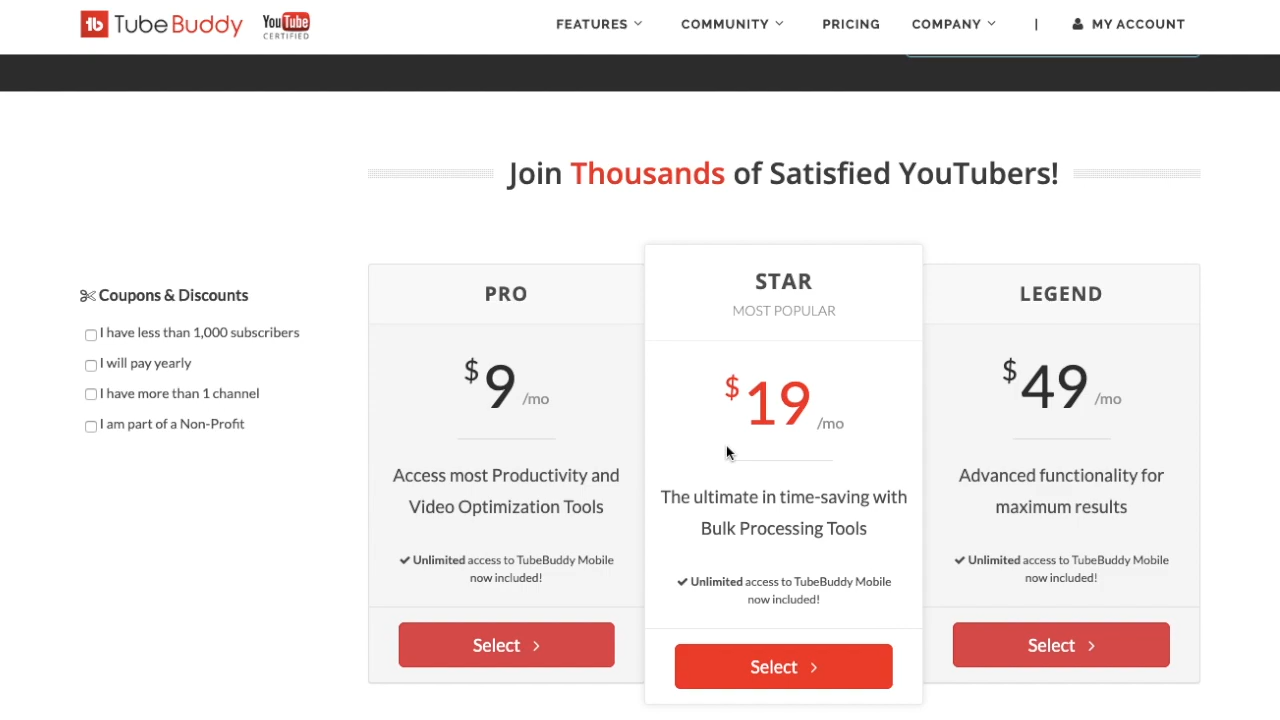 TubeBuddy YouTube CERTIFIED FEATURES COMMUNITY PRICING COMPANY | MY ACCOUNT
Join Thousands of Satisfied YouTubers!
Coupons & Discounts
I have less than 1,000 subscribers
I will pay yearly
I have more than 1 channel
I am part of a Non-Profit
PRO
$9 /mo
Access most Productivity and
Video Optimization Tools
Unlimited access to TubeBuddy Mobile
now included!
Select >
STAR
MOST POPULAR
$19 /mo
The ultimate in time-saving with
Bulk Processing Tools
Unlimited access to TubeBuddy Mobile
now included!
Select >
LEGEND
$49 /mo
Advanced functionality for
maximum results
Unlimited access to TubeBuddy Mobile
now included!
Select >